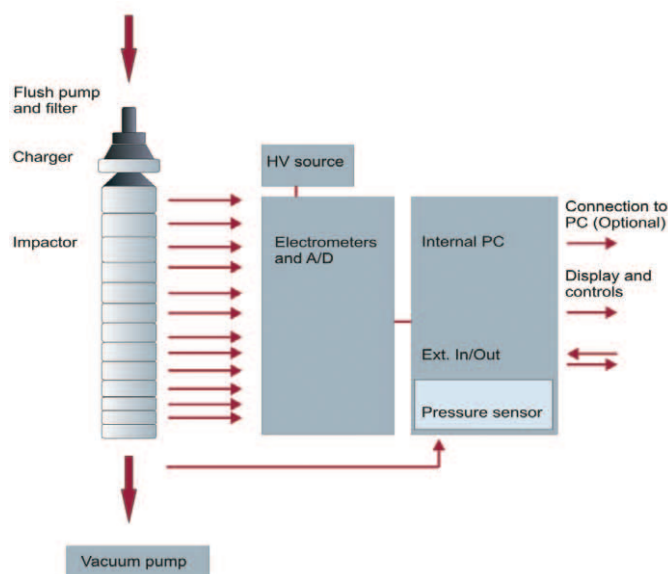 Flush pump
and filter
Charger
Impactor
HV source
Electrometers
and A/D
Internal PC
Ext. In/Out
Pressure sensor
Connection to
PC (Optional)
Display and
controls
Vacuum pump